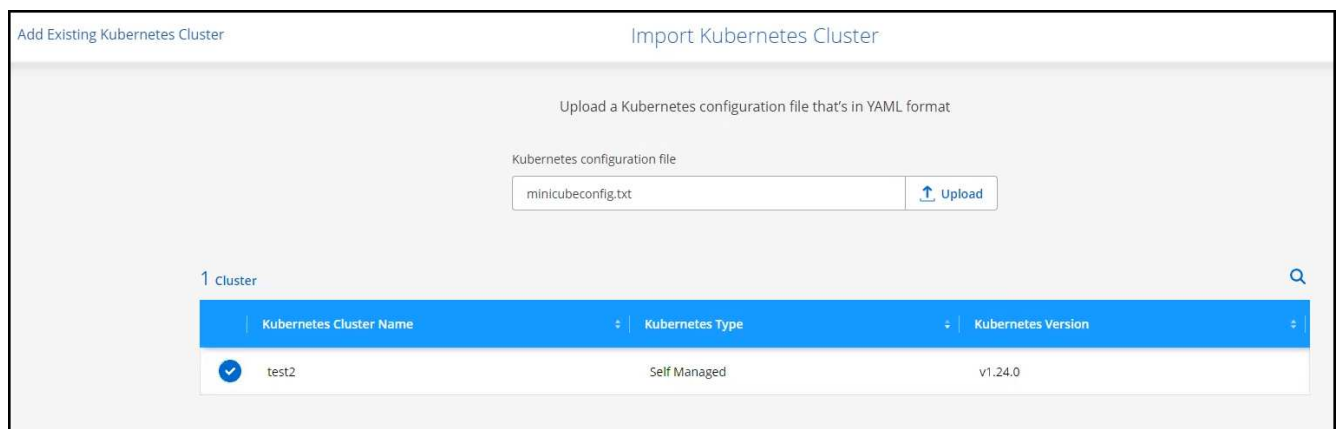 Add Existing Kubernetes Cluster
Import Kubernetes Cluster
Upload a Kubernetes configuration file that's in YAML format
Kubernetes configuration file
minicubeconfig.txt
Upload
1 Cluster
Kubernetes Cluster Name Kubernetes Type Kubernetes Version
test2 Self Managed v1.24.0